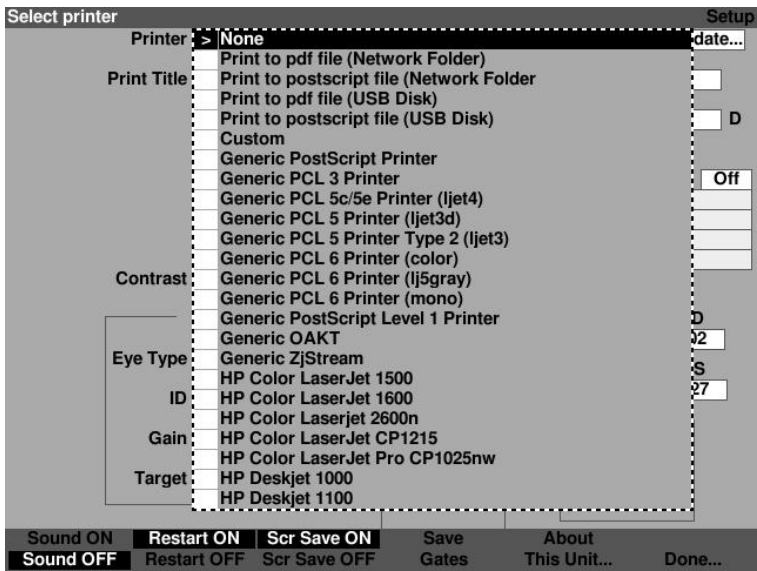 Select printer Setup
Printer > None date...
Print to pdf file (Network Folder)
Print Title Print to postscript file (Network Folder
Print to pdf file (USB Disk)
Print to postscript file (USB Disk) D
Custom
Generic PostScript Printer
Generic PCL 3 Printer Off
Generic PCL 5c/5e Printer (ljet4)
Generic PCL 5 Printer (ljet3d)
Generic PCL 5 Printer Type 2 (ljet3)
Generic PCL 6 Printer (color)
Contrast Generic PCL 6 Printer (lj5gray)
Generic PCL 6 Printer (mono)
Generic PostScript Level 1 Printer D
Generic OAKT 02
Eye Type Generic ZjStream
HP Color LaserJet 1500 S
ID HP Color LaserJet 1600 27
HP Color Laserjet 2600n
Gain HP Color LaserJet CP1215
HP Color LaserJet Pro CP1025nw
Target HP Deskjet 1000
HP Deskjet 1100
Sound ON Restart ON Scr Save ON Save About
Sound OFF Restart OFF Scr Save OFF Gates This Unit... Done...